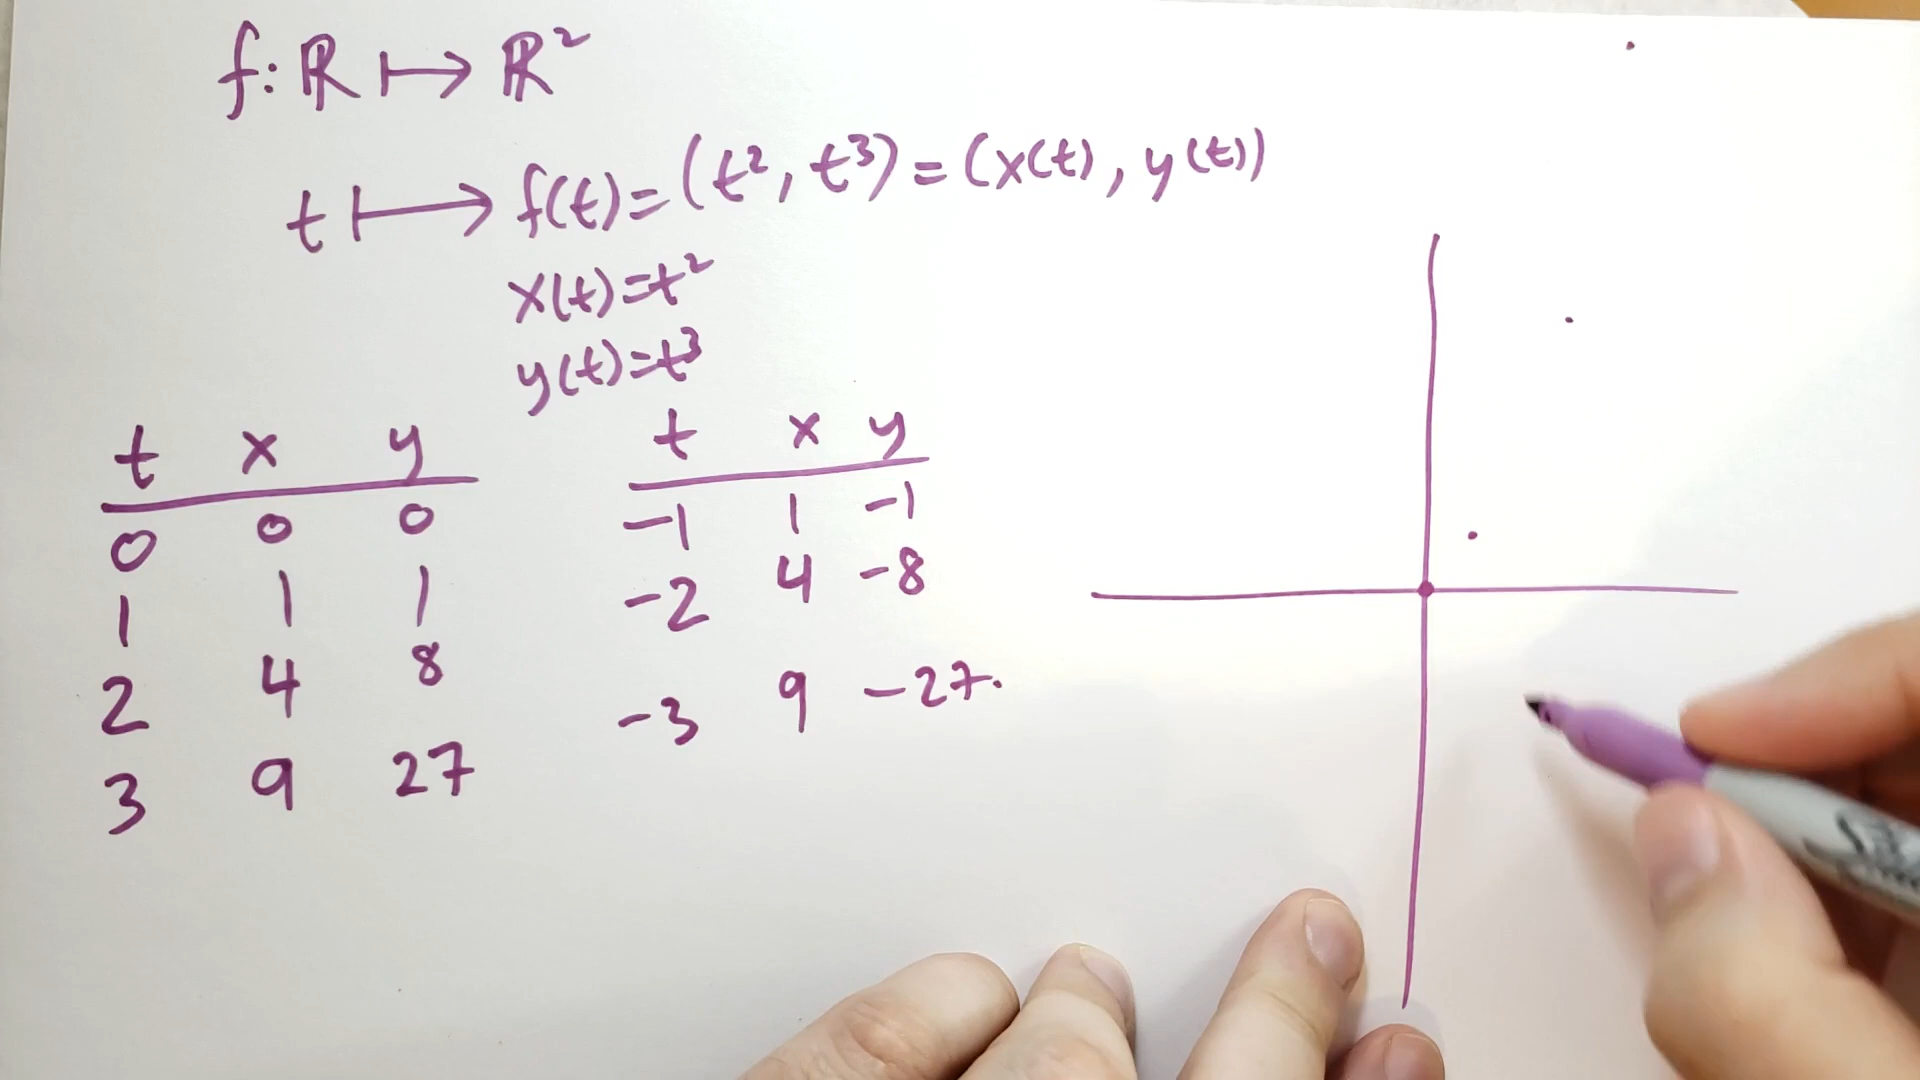 f: ℝ ↦ ℝ²
t ↦ f(t) = (t², t³) = (x(t), y(t))
x(t) = t²
y(t) = t³
t x y
0 0 0
1 1 1
2 4 8
3 9 27
t x y
-1 1 -1
-2 4 -8
-3 9 -27.